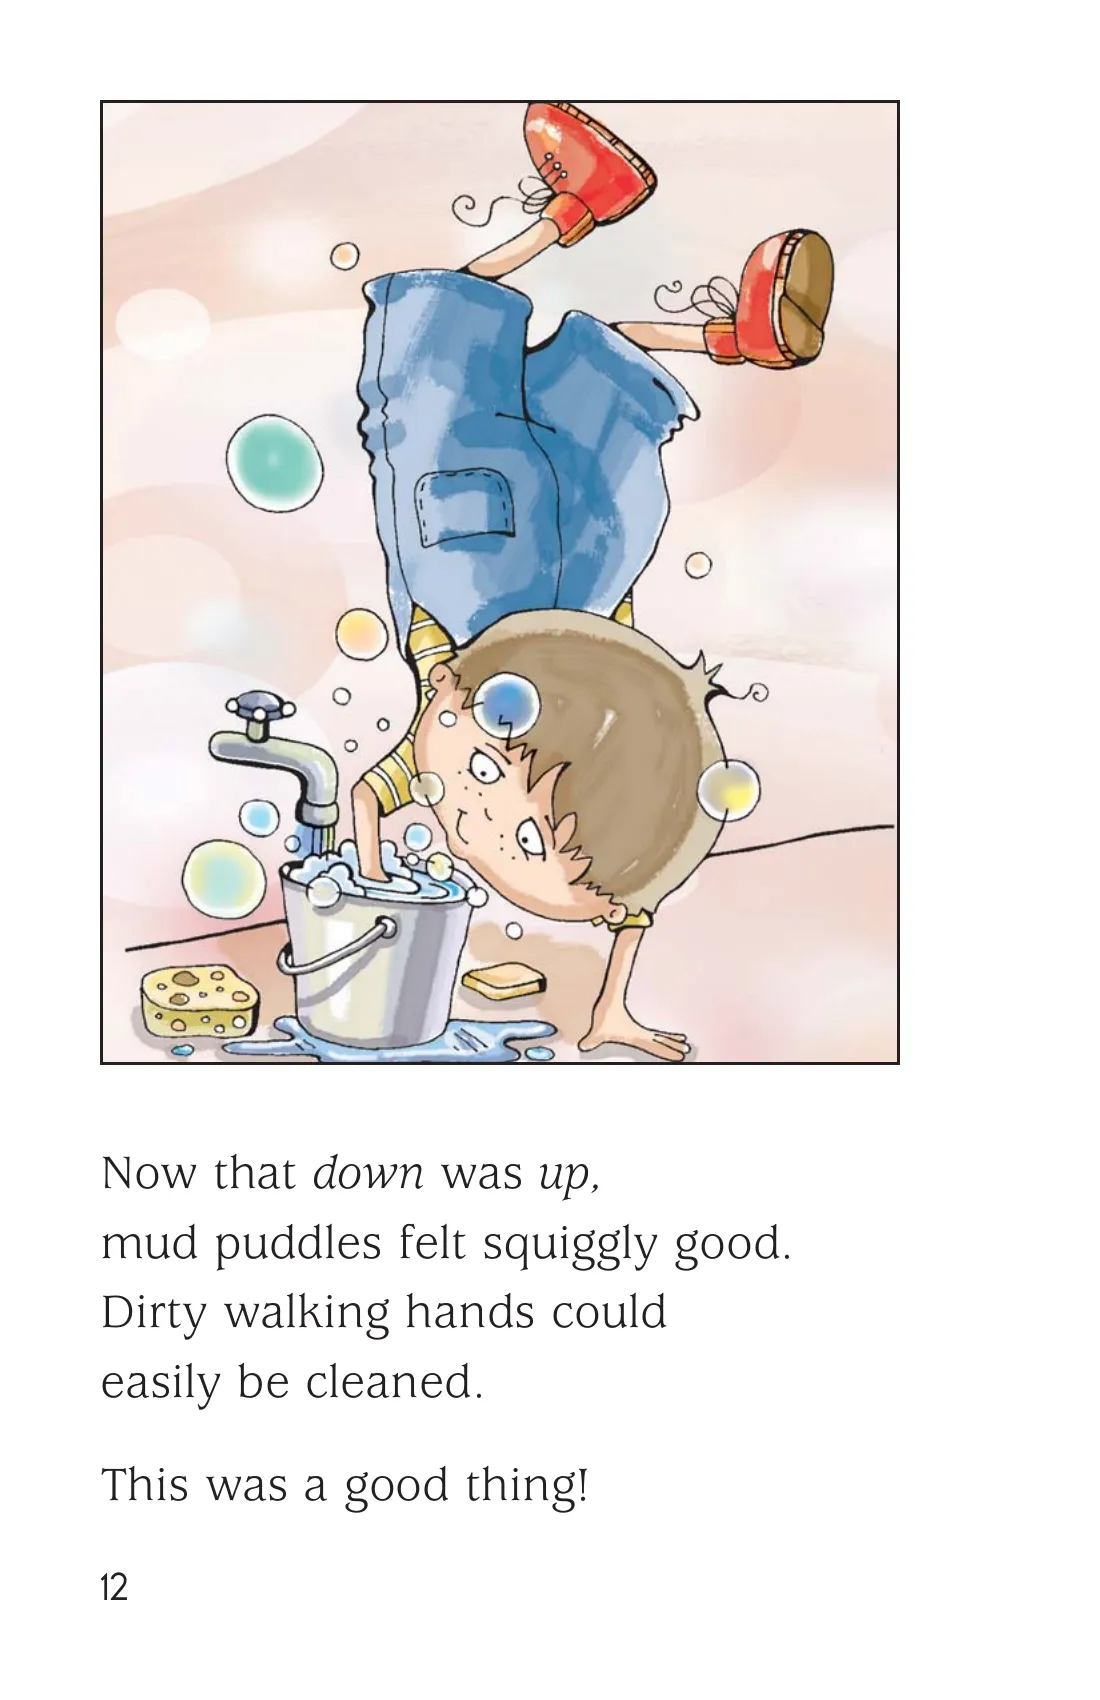 Now that down was up,
mud puddles felt squiggly good.
Dirty walking hands could
easily be cleaned.
This was a good thing!
12